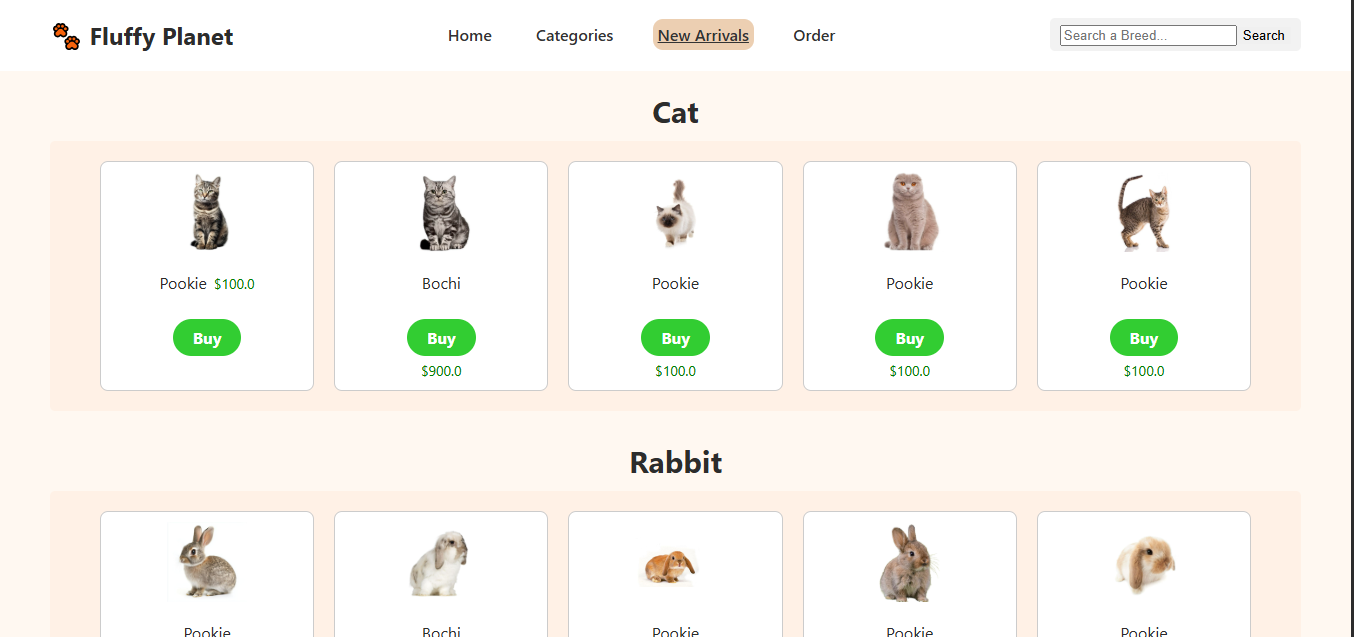 Fluffy Planet Home Categories New Arrivals Order Search a Breed... Search
Cat
Pookie $100.0 Bochi Pookie Pookie Pookie
Buy Buy Buy Buy Buy
$900.0 $100.0 $100.0 $100.0
Rabbit
Pookie Bochi Pookie Pookie Pookie